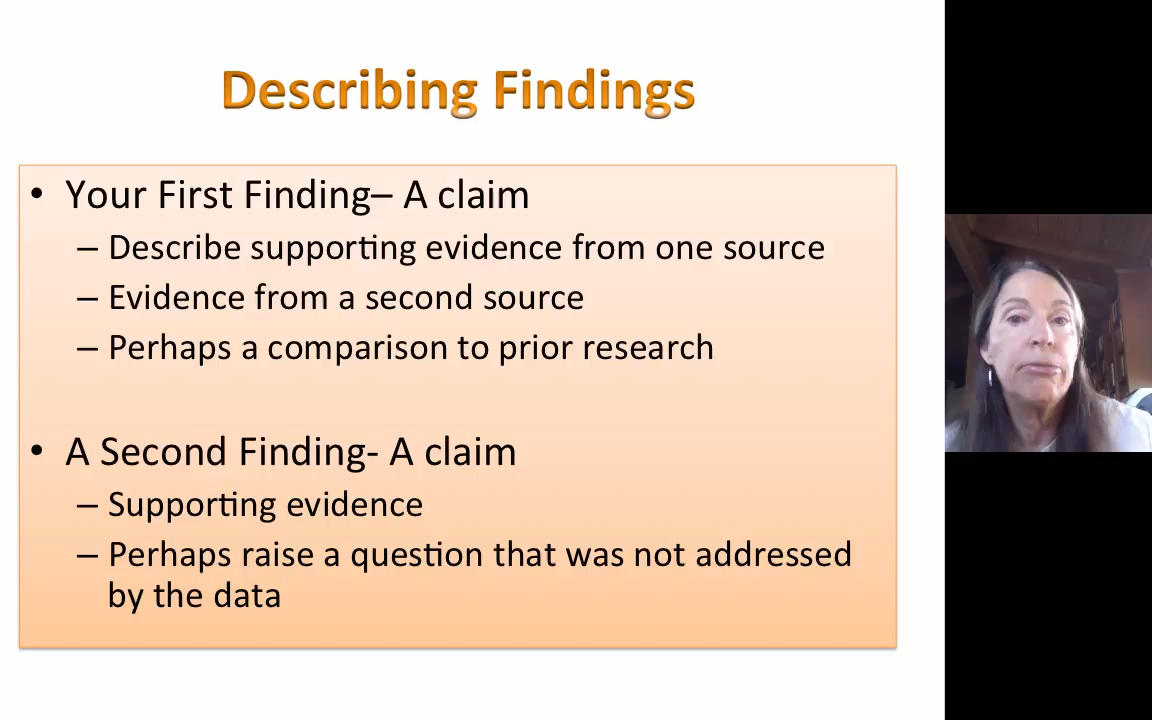 Describing Findings
• Your First Finding– A claim
– Describe supporting evidence from one source
– Evidence from a second source
– Perhaps a comparison to prior research
• A Second Finding- A claim
– Supporting evidence
– Perhaps raise a question that was not addressed
by the data